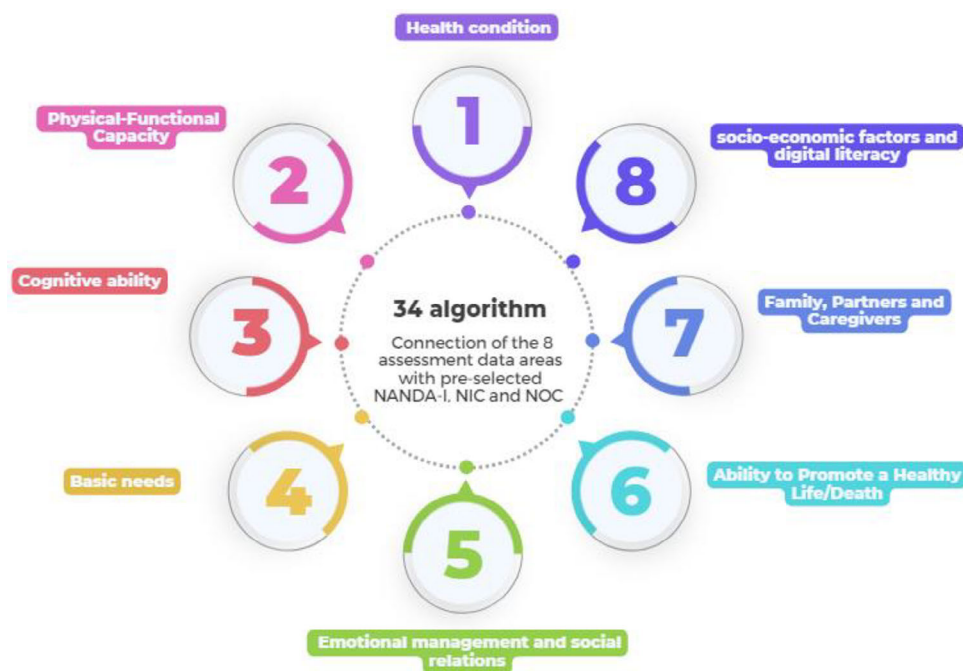 Health condition
1
Physical-Functional
Capacity
2
socio-economic factors and
digital literacy
8
Cognitive ability
3
34 algorithm
Connection of the 8
assessment data areas
with pre-selected
NANDA-I, NIC and NOC
Family, Partners and
Caregivers
7
Basic needs
4
Ability to Promote a Healthy
Life/Death
6
5
Emotional management and social
relations